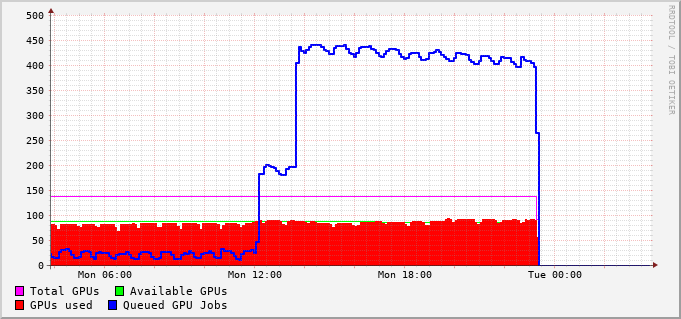 500
450
400
350
300
250
200
150
100
50
0
Mon 06:00 Mon 12:00 Mon 18:00 Tue 00:00
Total GPUs Available GPUs
GPUs used Queued GPU Jobs
RRDTOOL / TOBI OETIKER